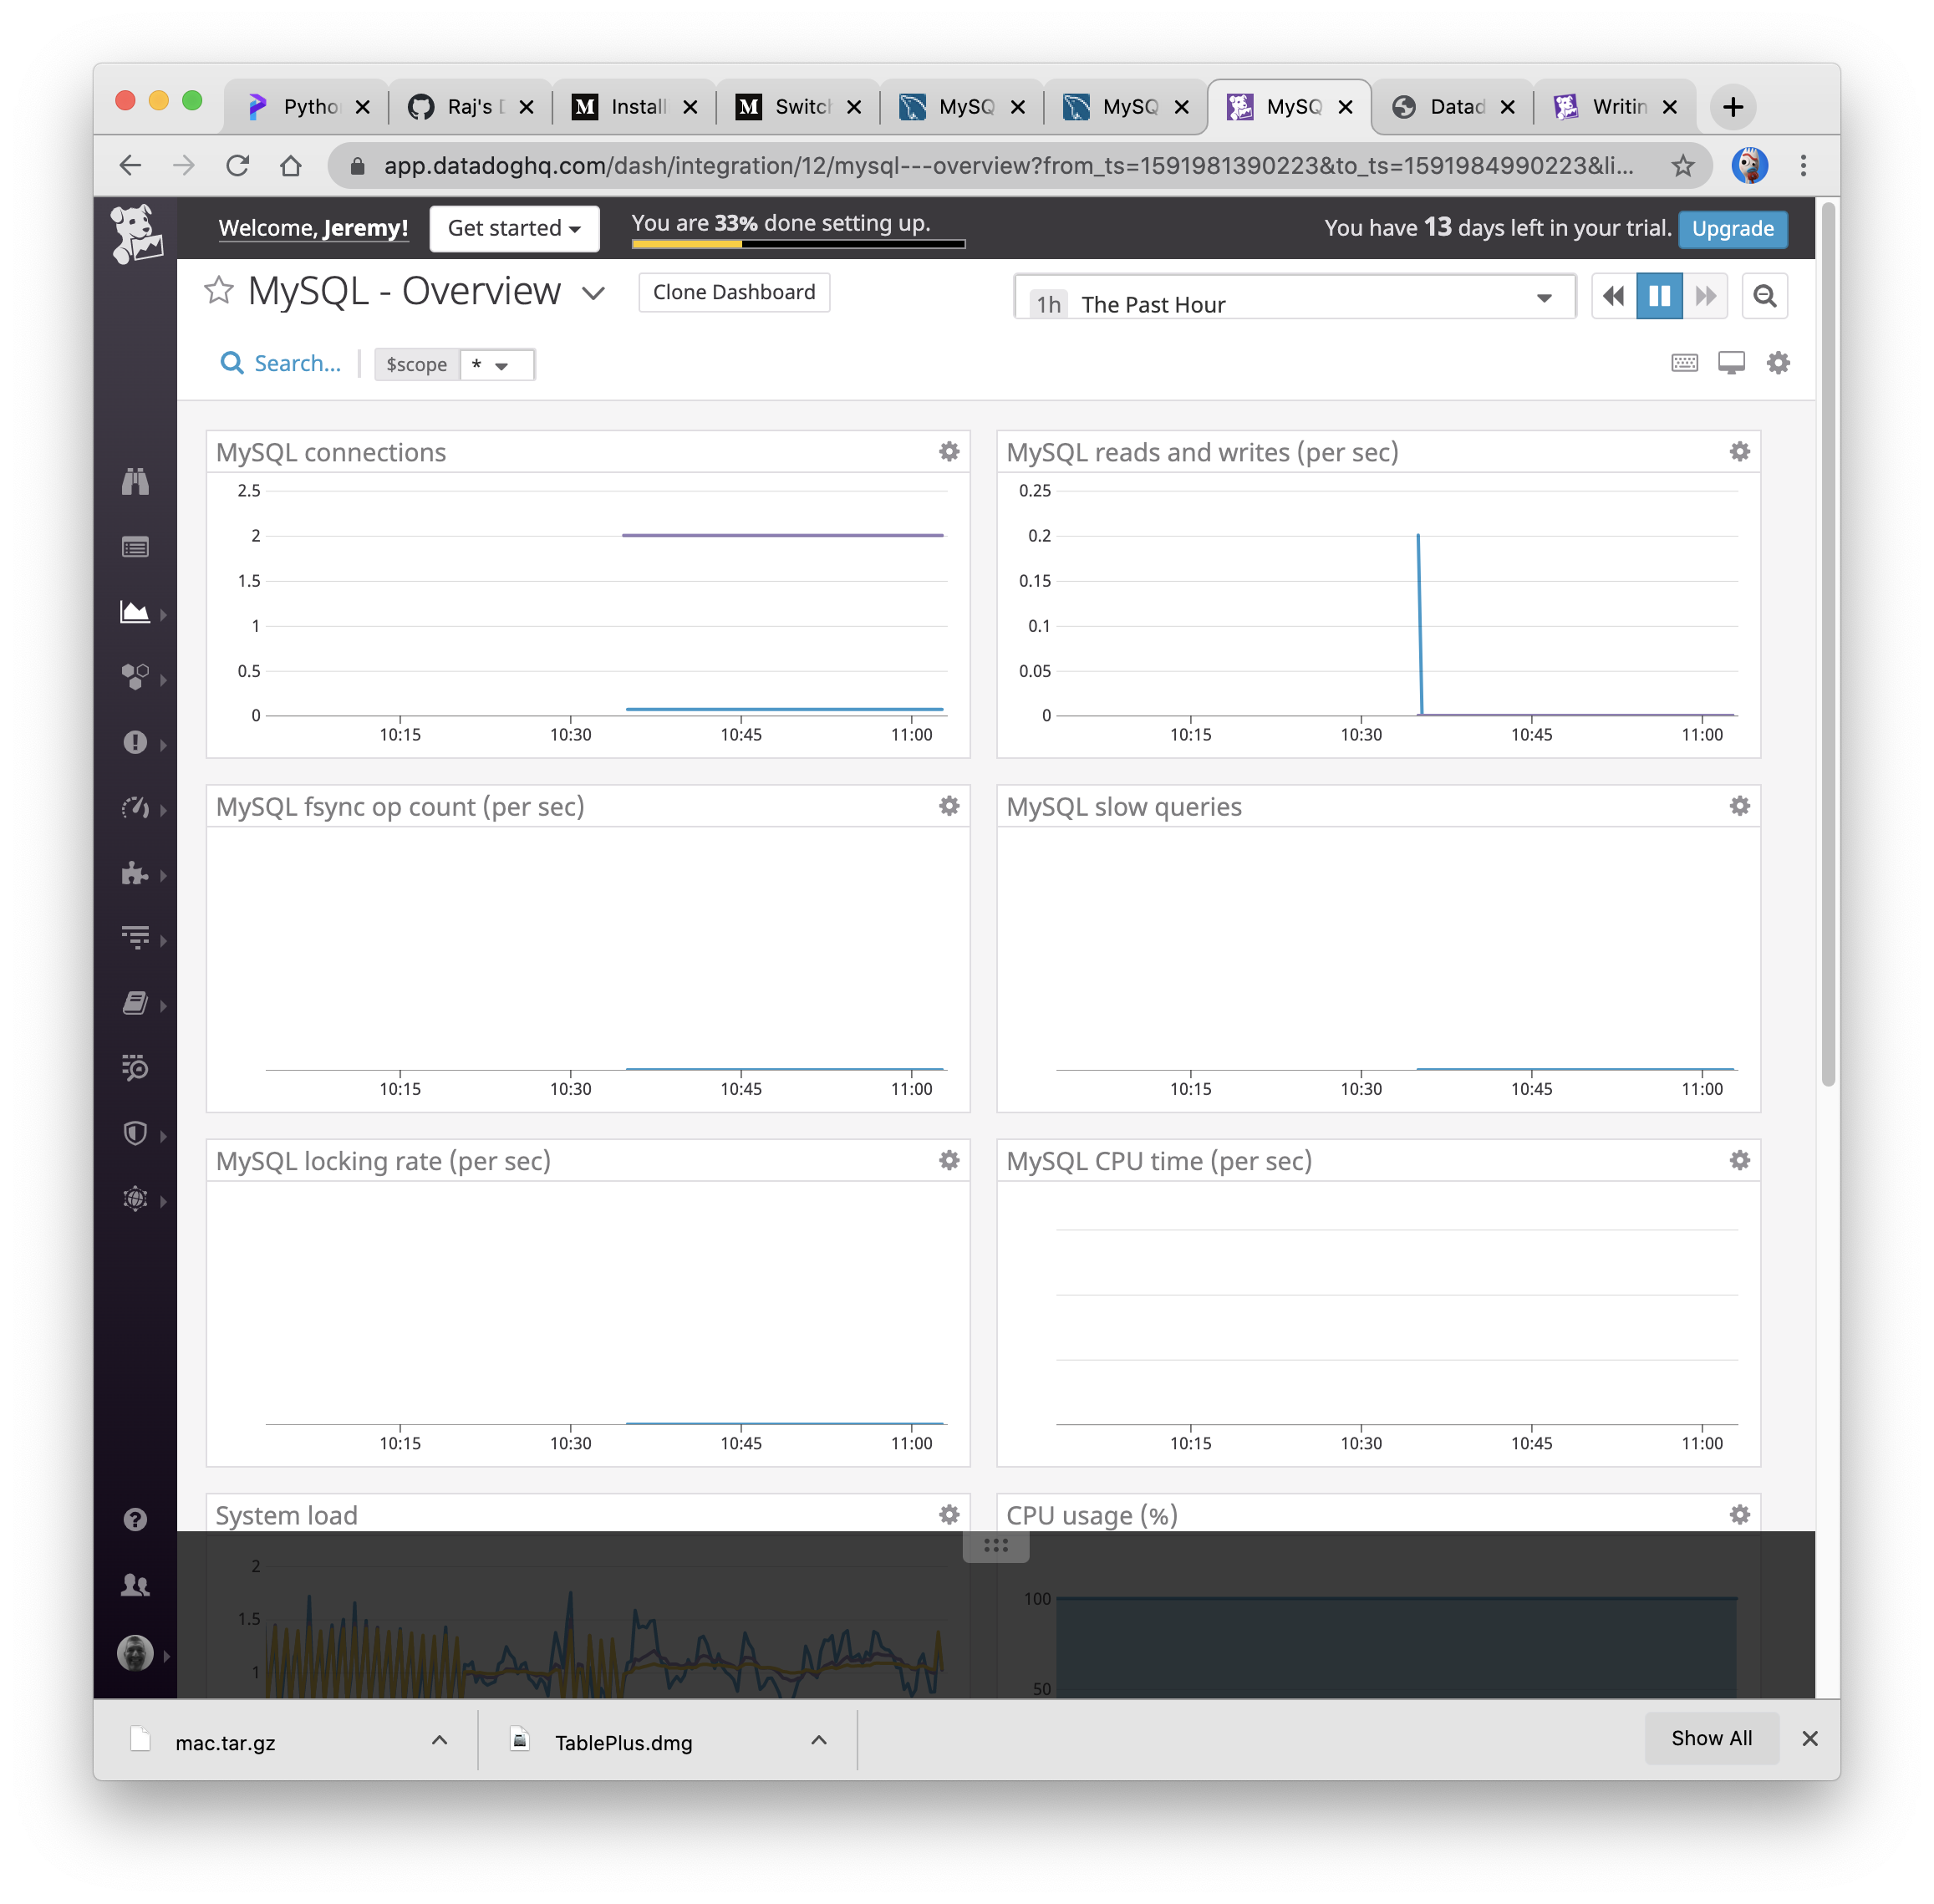 Pytho
Raj's D
Install
Switch
MySQ
MySQ
MySQ
Datad
Writin
app.datadoghq.com/dash/integration/12/mysql---overview?from_ts=1591981390223&to_ts=1591984990223&li...
Welcome, Jeremy!
Get started
You are 33% done setting up.
You have 13 days left in your trial.
Upgrade
MySQL - Overview
Clone Dashboard
1h The Past Hour
Search...
$scope
*
MySQL connections
2.5
2
1.5
1
0.5
0
10:15 10:30 10:45 11:00
MySQL reads and writes (per sec)
0.25
0.2
0.15
0.1
0.05
0
10:15 10:30 10:45 11:00
MySQL fsync op count (per sec)
10:15 10:30 10:45 11:00
MySQL slow queries
10:15 10:30 10:45 11:00
MySQL locking rate (per sec)
10:15 10:30 10:45 11:00
MySQL CPU time (per sec)
10:15 10:30 10:45 11:00
System load
2
1.5
1
CPU usage (%)
100
50
mac.tar.gz
TablePlus.dmg
Show All